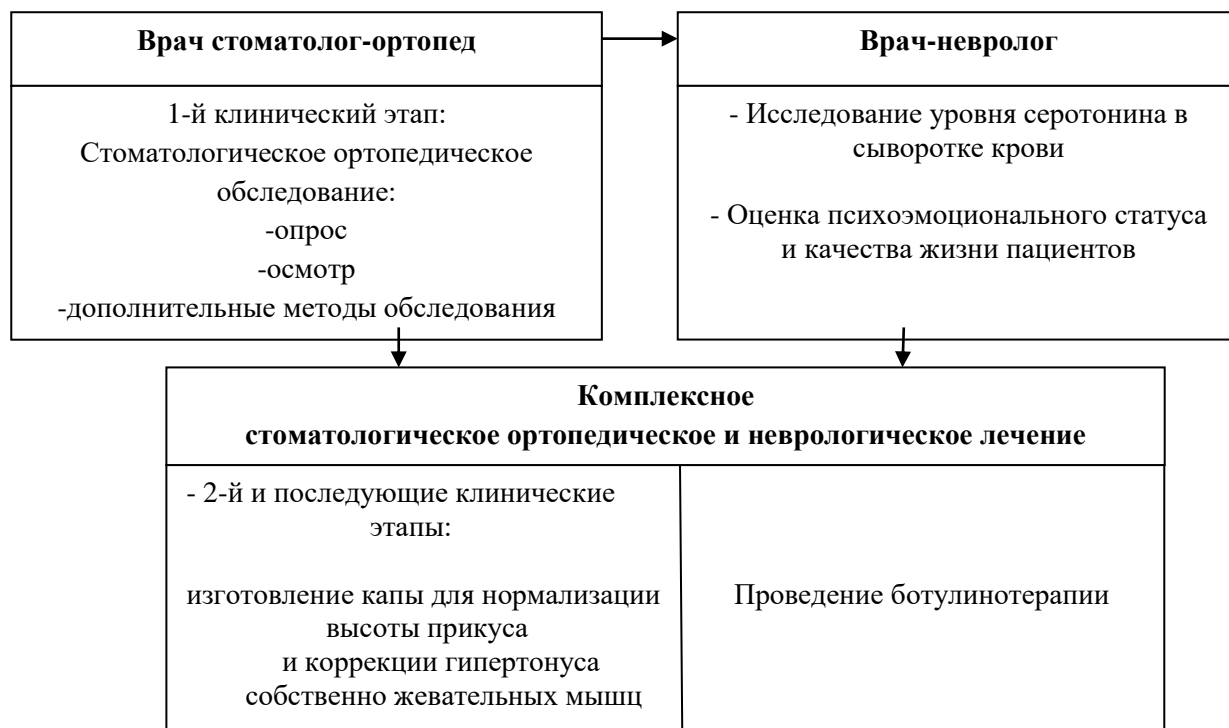 Врач стоматолог-ортопед
1-й клинический этап:
Стоматологическое ортопедическое
обследование:
-опрос
-осмотр
-дополнительные методы обследования
Врач-невролог
- Исследование уровня серотонина в
сыворотке крови
- Оценка психоэмоционального статуса
и качества жизни пациентов
Комплексное
стоматологическое ортопедическое и неврологическое лечение
- 2-й и последующие клинические
этапы:
изготовление капы для нормализации
высоты прикуса
и коррекции гипертонуса
собственно жевательных мышц
Проведение ботулинотерапии